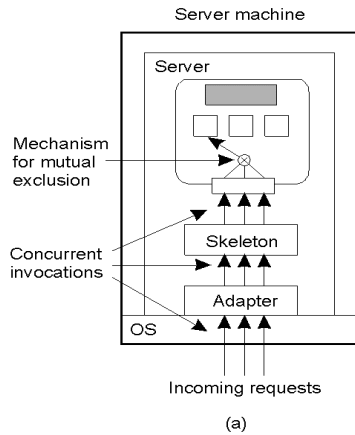 Server machine
Server
Mechanism
for mutual
exclusion
Concurrent
invocations
Skeleton
Adapter
OS
Incoming requests
(a)